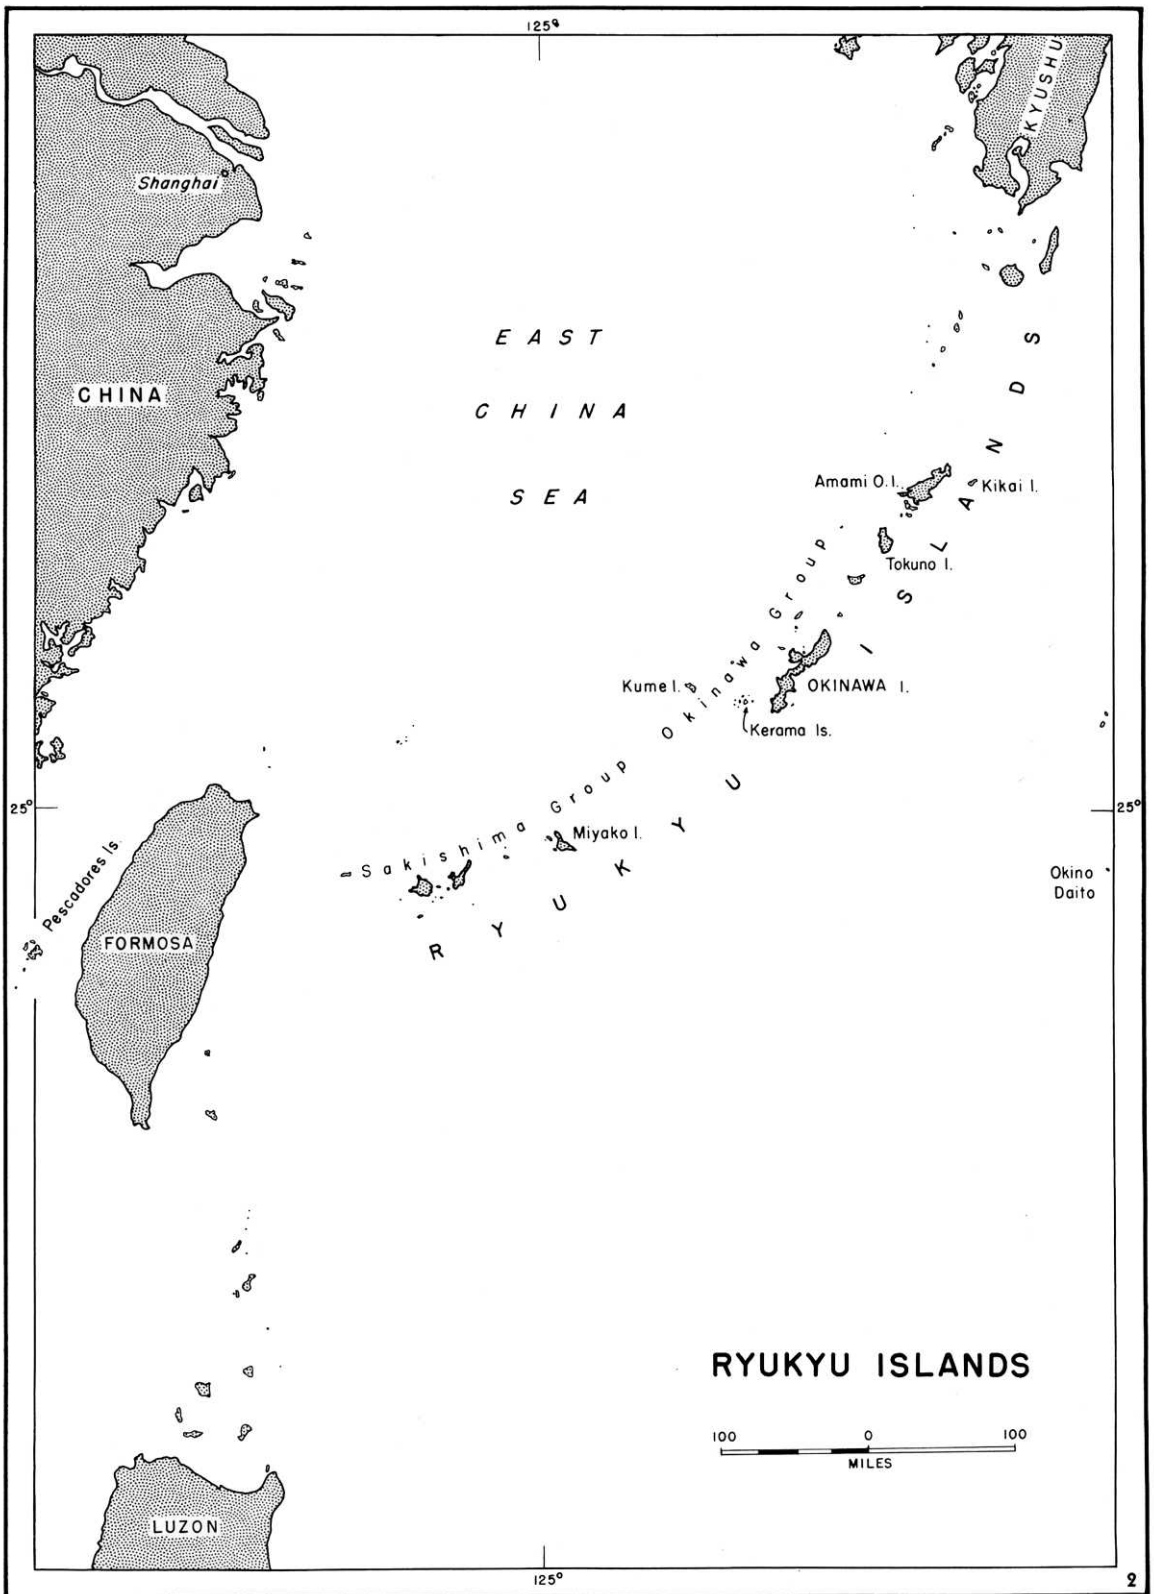 125°
KYUSHU
Shanghai
EAST
CHINA
SEA
CHINA
Amami O. I.
Kikai I.
Tokuno I.
Okinawa Group
Kume I.
OKINAWA I.
Kerama Is.
RYUKYU ISLANDS
Sakishima Group
25°
25°
Miyako I.
Okino
Daito
Pescadores Is.
FORMOSA
RYUKYU ISLANDS
100 0 100
MILES
LUZON
125°
2